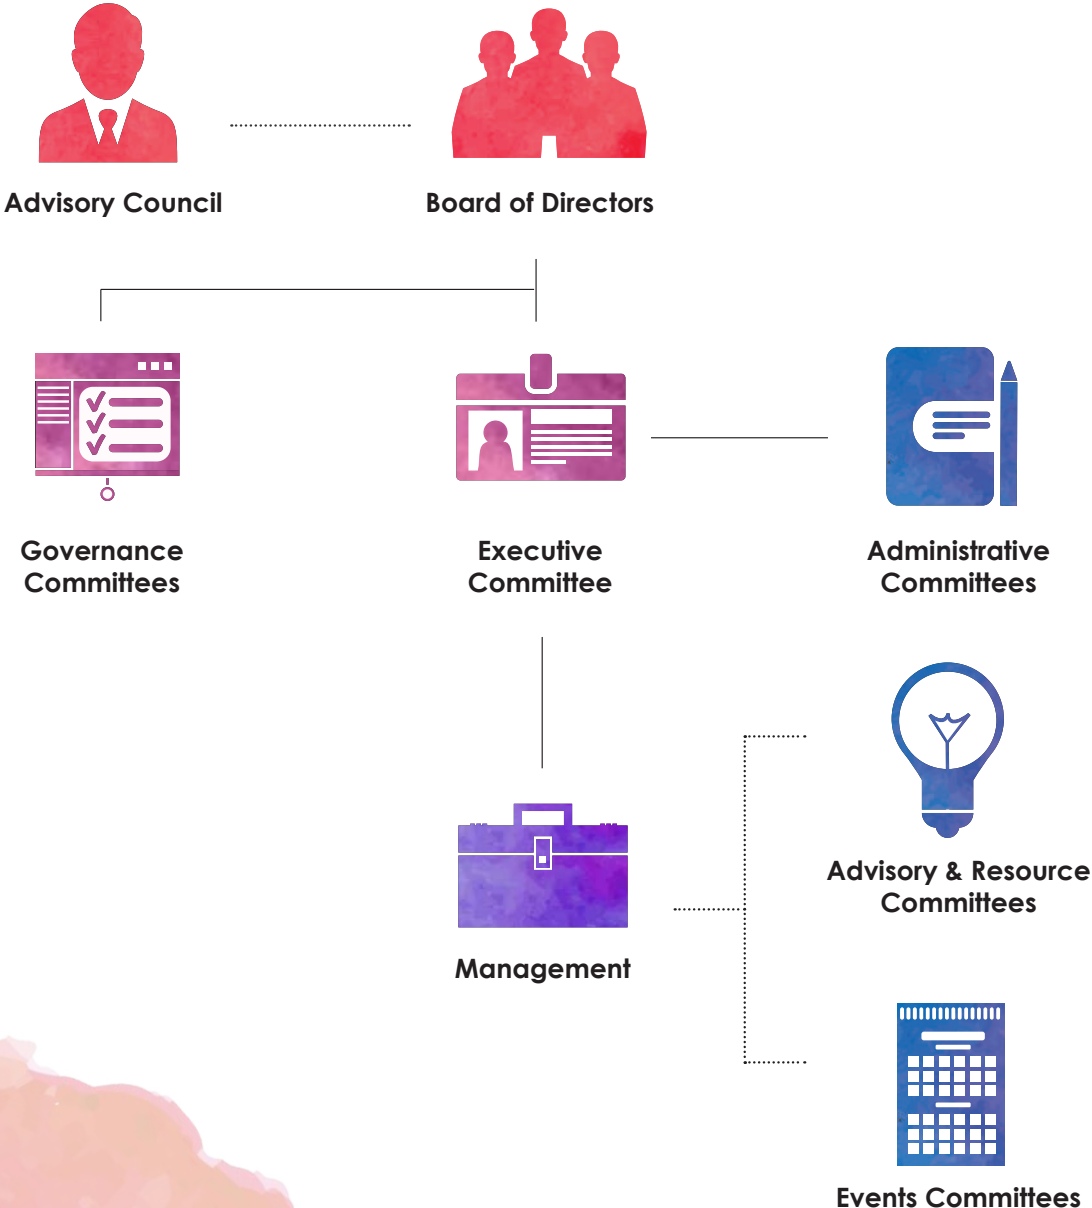 Advisory Council
Board of Directors
Governance
Committees
Executive
Committee
Administrative
Committees
Advisory & Resource
Committees
Management
Events Committees